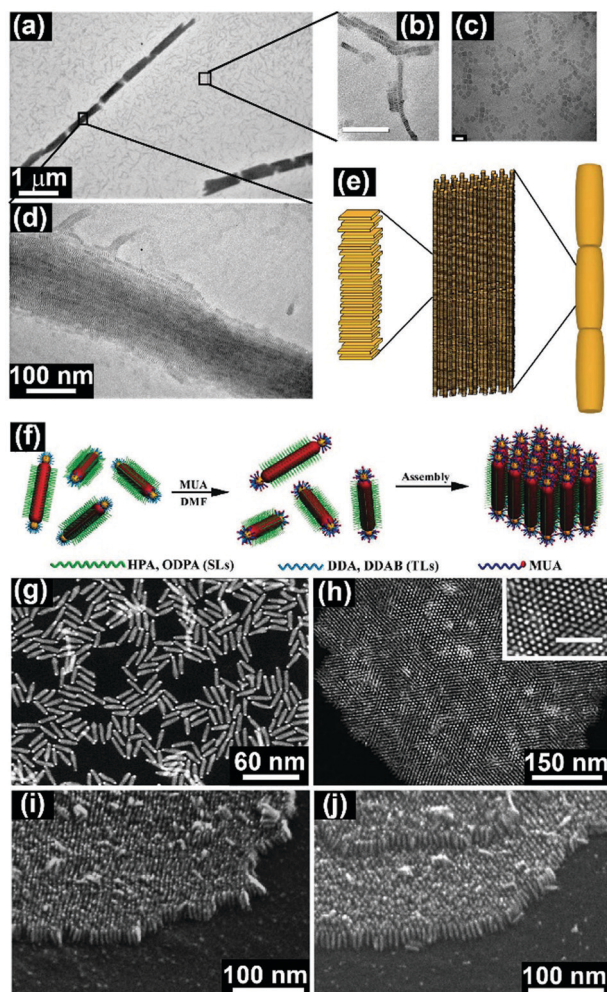 (a)
(b)
(c)
1 μm
(d)
100 nm
(e)
(f)
MUA
DMF
Assembly
HPA, ODPA (SLs)
DDA, DDAB (TLs)
MUA
(g)
60 nm
(h)
150 nm
(i)
100 nm
(j)
100 nm